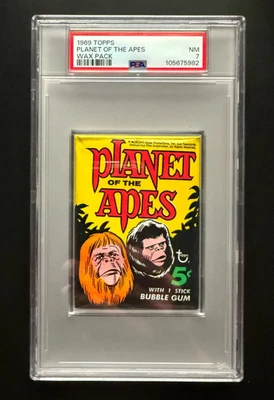 1969 TOPPS NM
PLANET OF THE APES 7
WAX PACK 105675982
PSA
PLANET
OF THE
APES
5¢
WITH 1 STICK
BUBBLE GUM